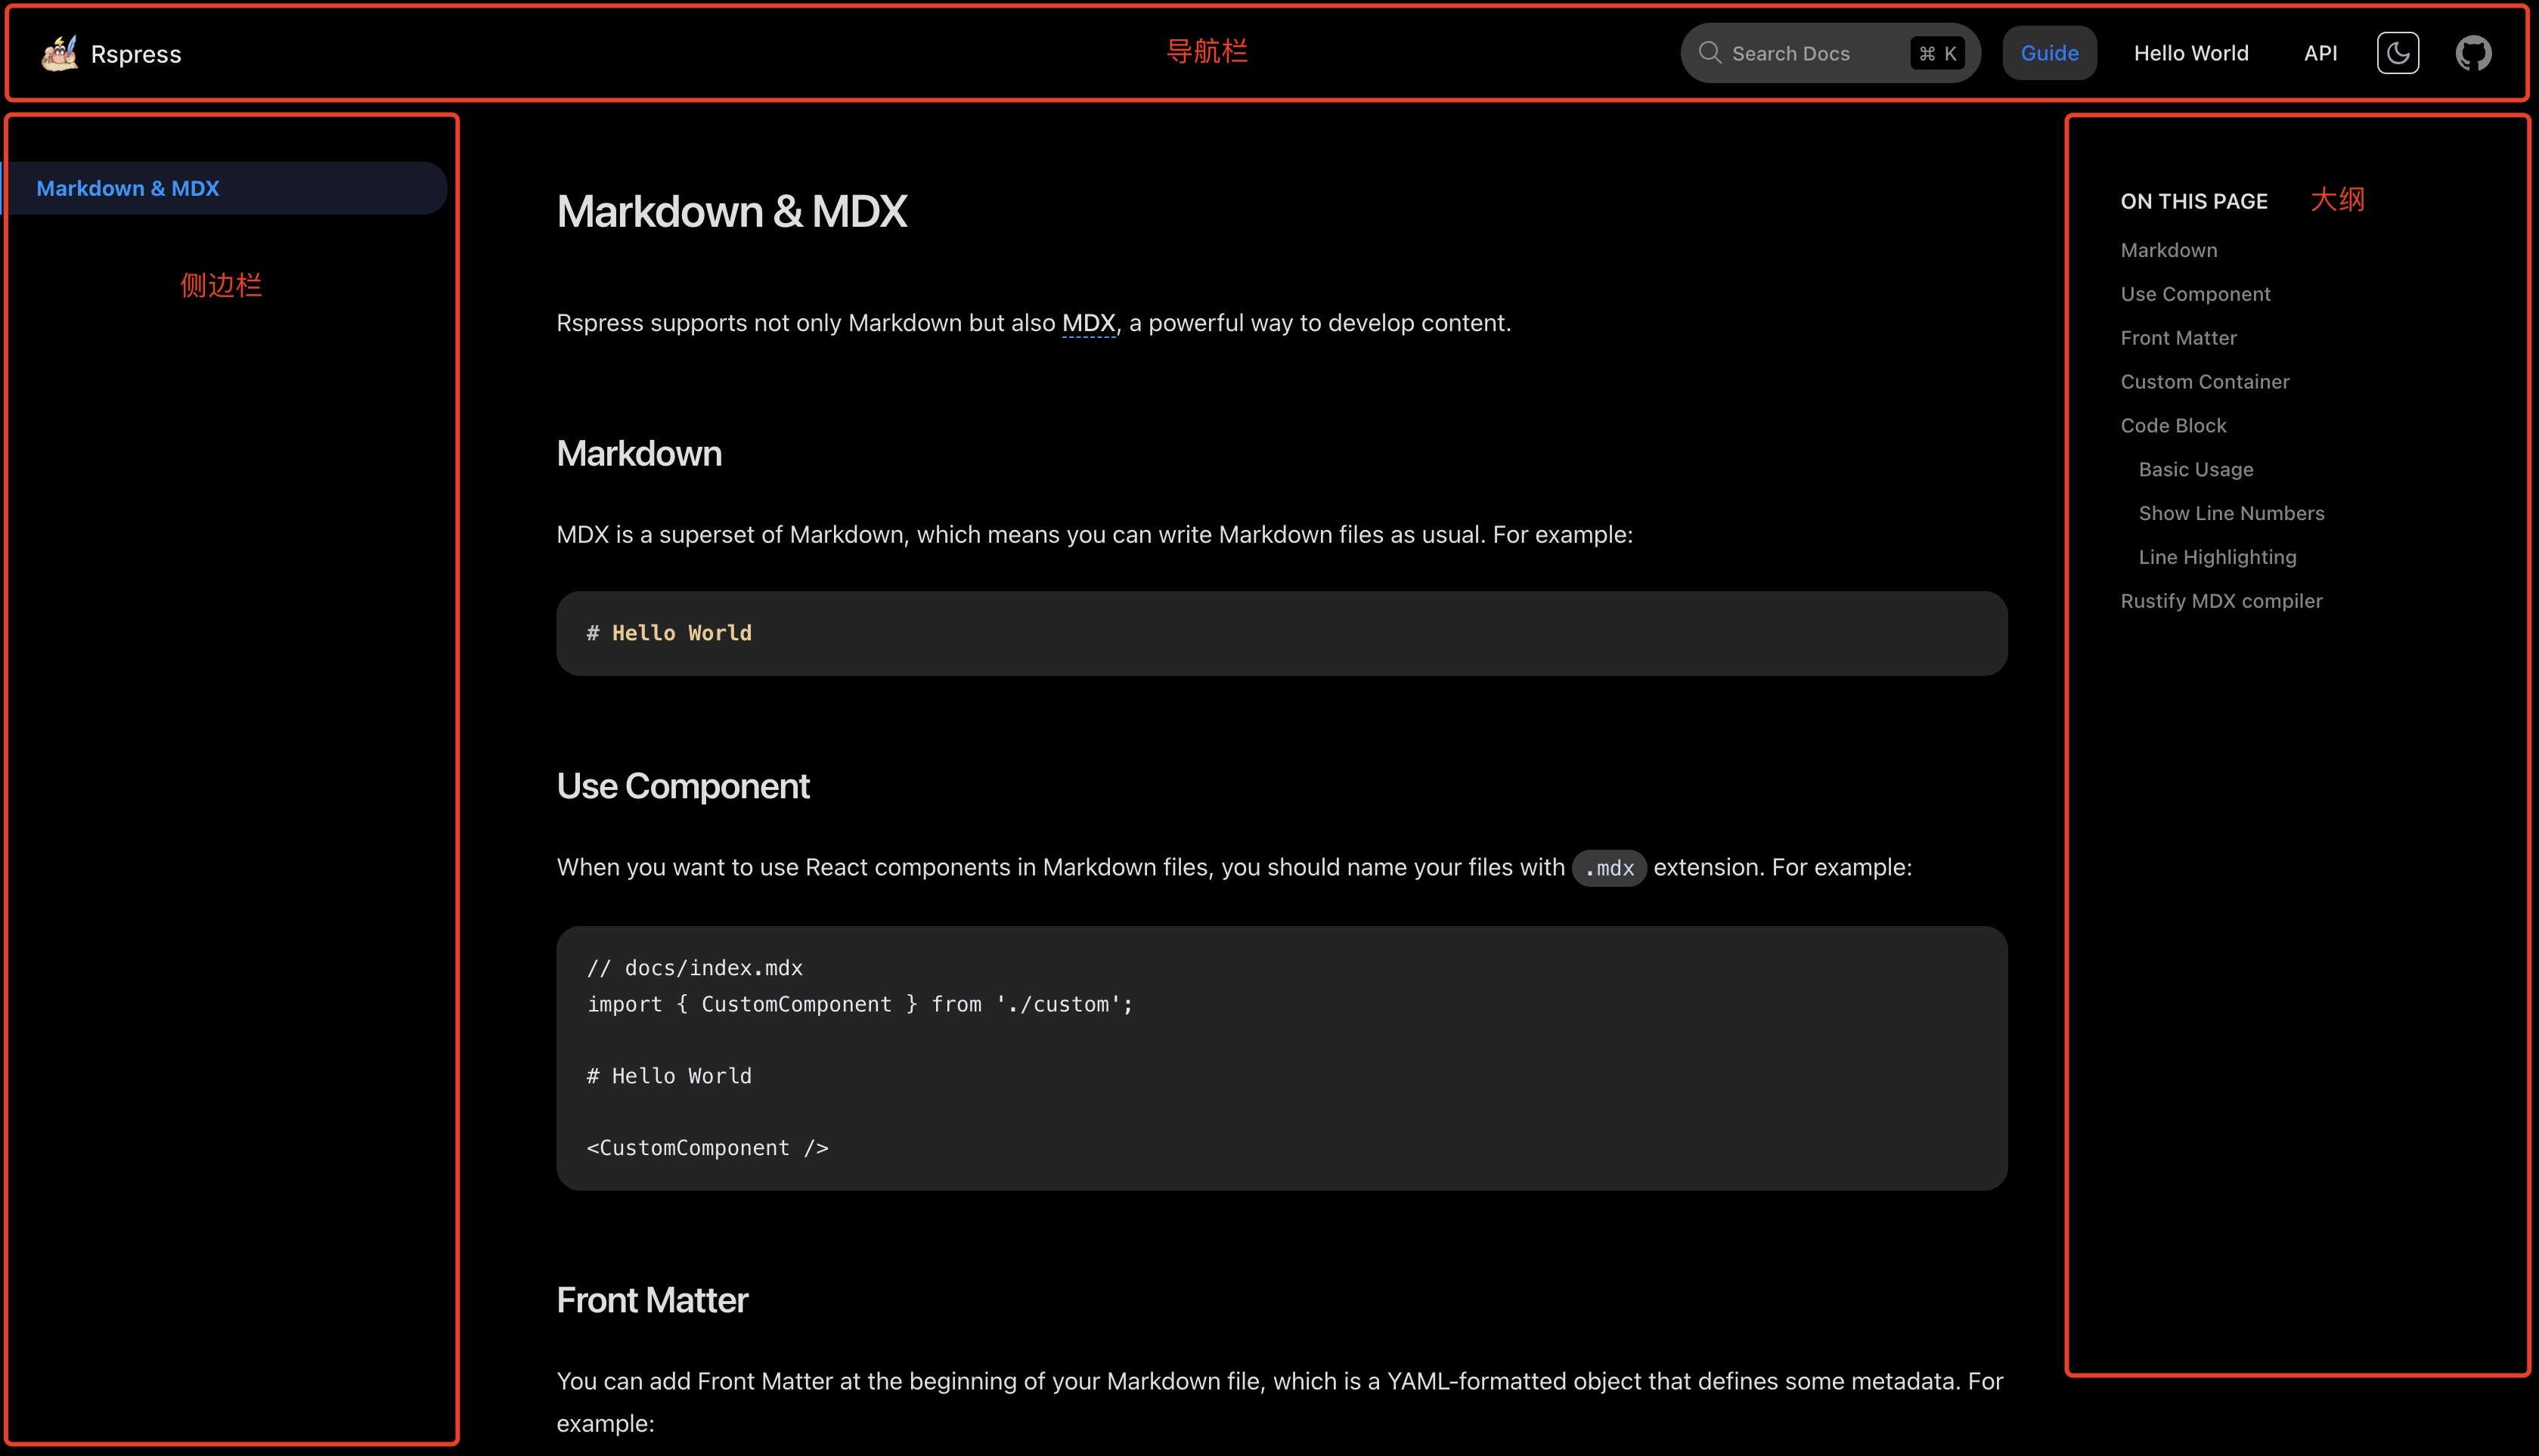 Rspress
导航栏
Search Docs
⌘ K
Guide
Hello World
API
Markdown & MDX
侧边栏
Markdown & MDX
Rspress supports not only Markdown but also MDX, a powerful way to develop content.
Markdown
MDX is a superset of Markdown, which means you can write Markdown files as usual. For example:
# Hello World
Use Component
When you want to use React components in Markdown files, you should name your files with .mdx extension. For example:
// docs/index.mdx
import { CustomComponent } from './custom';
# Hello World
<CustomComponent />
Front Matter
You can add Front Matter at the beginning of your Markdown file, which is a YAML-formatted object that defines some metadata. For
example:
ON THIS PAGE
大纲
Markdown
Use Component
Front Matter
Custom Container
Code Block
Basic Usage
Show Line Numbers
Line Highlighting
Rustify MDX compiler